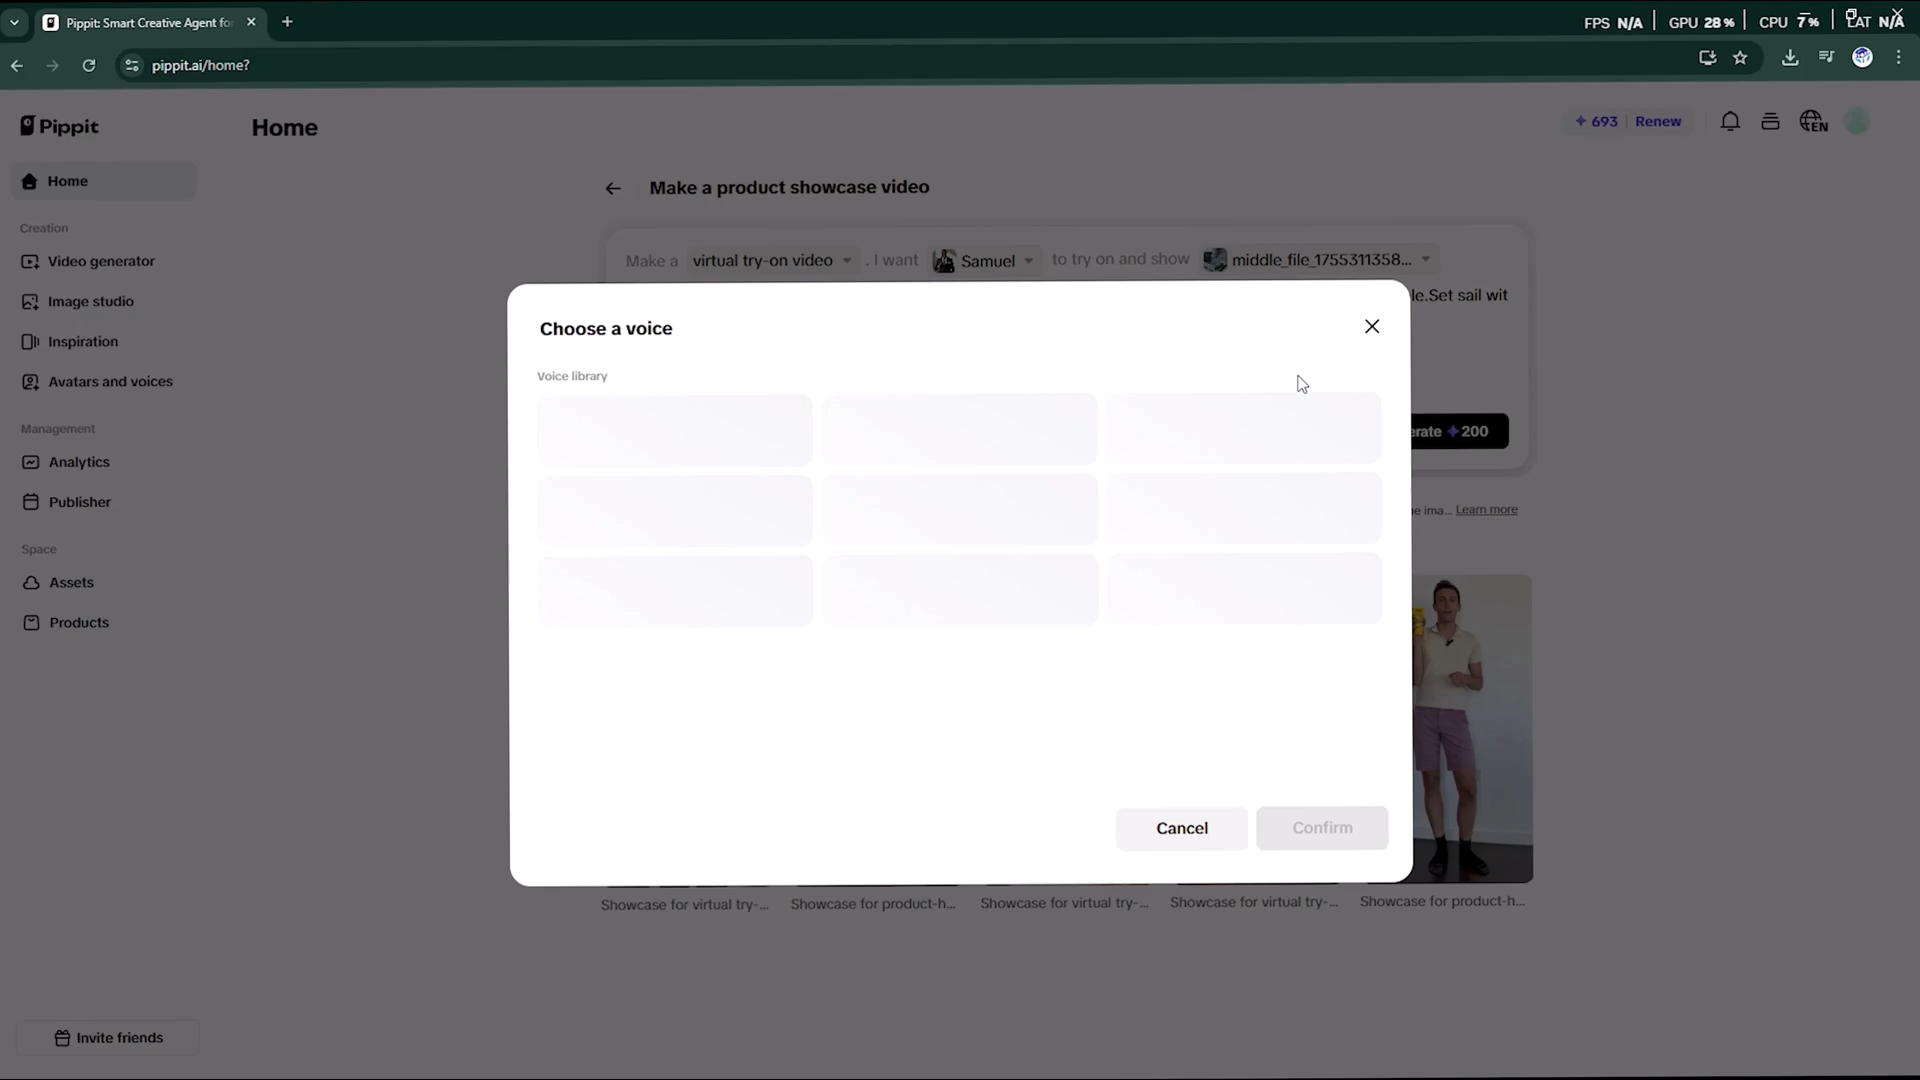 Pippit: Smart Creative Agent for
FPS N/A GPU 28% CPU 7% LAT N/A
pippit.ai/home?
Pippit
Home
693 Renew
EN
Home
Make a product showcase video
Creation
Make a virtual try-on video . I want Samuel to try on and show middle_file_1755311358...
Video generator
le.Set sail wit
Image studio
Choose a voice
Inspiration
Voice library
Avatars and voices
Management
erate 200
Analytics
Publisher
e ima... Learn more
Space
Assets
Products
Cancel
Confirm
Showcase for virtual try-...
Showcase for product-h...
Showcase for virtual try-...
Showcase for virtual try-...
Showcase for product-h...
Invite friends